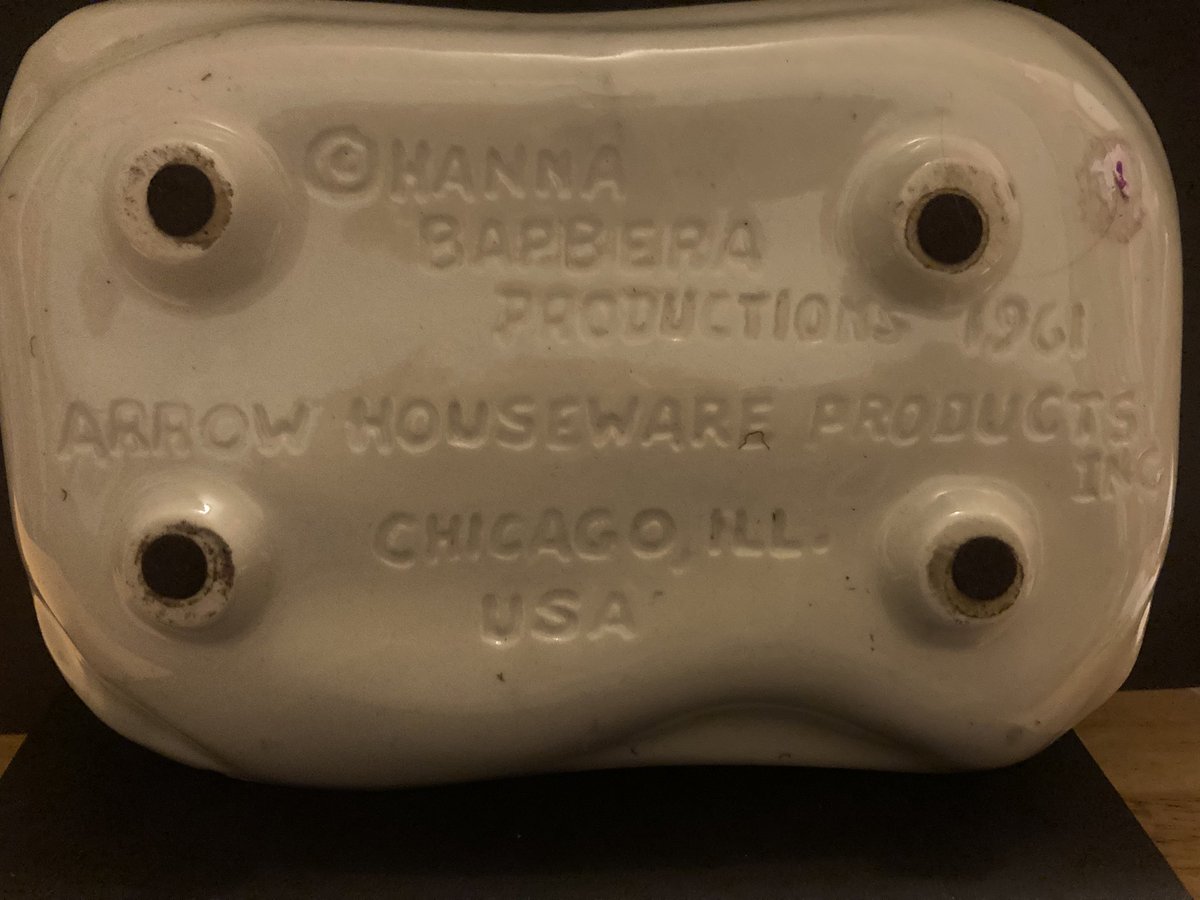 © HANNA
BARBERA
PRODUCTIONS 1961
ARROW HOUSEWARE PRODUCTS
INC
CHICAGO, ILL.
USA